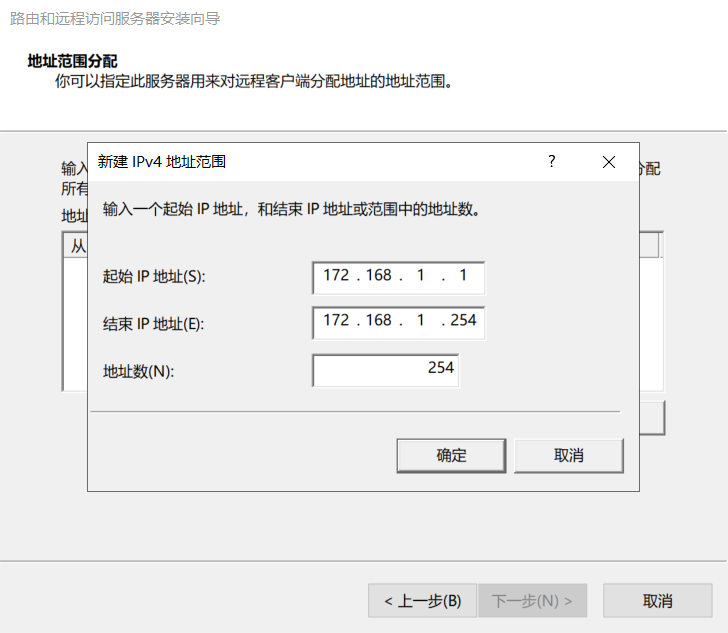 路由和远程访问服务器安装向导
地址范围分配
你可以指定此服务器用来对远程客户端分配地址的地址范围。
新建 IPv4 地址范围
?
输入
分配
所有
地址
从
输入一个起始 IP 地址，和结束 IP 地址或范围中的地址数。
起始 IP 地址(S):
172 . 168 . 1 . 1
结束 IP 地址(E):
172 . 168 . 1 . 254
地址数(N):
254
确定
取消
< 上一步(B)
下一步(N) >
取消